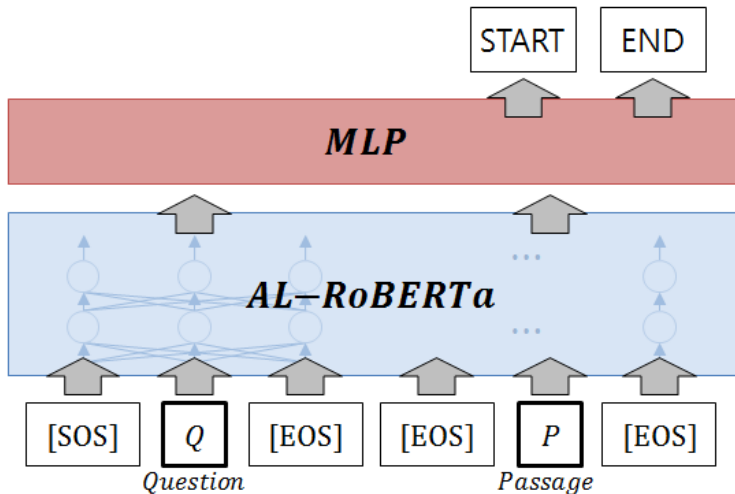 START END
MLP
AL−RoBERTa
... 
...
[SOS] Q [EOS] [EOS] P [EOS]
Question Passage